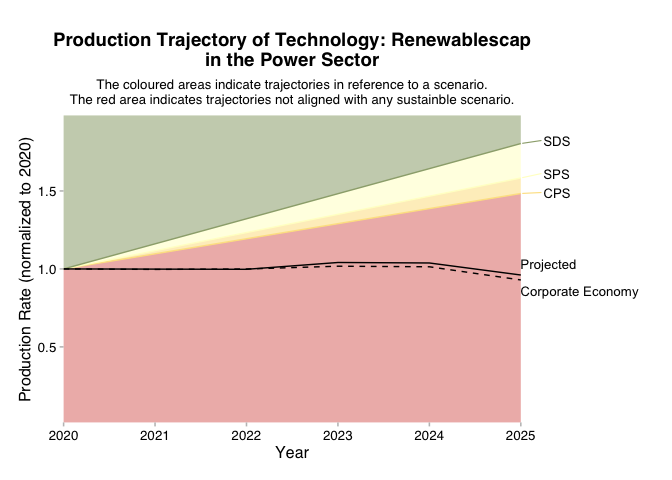 Production Trajectory of Technology: Renewablescap
in the Power Sector
The coloured areas indicate trajectories in reference to a scenario.
The red area indicates trajectories not aligned with any sustainble scenario.
Production Rate (normalized to 2020)
1.5
1.0
0.5
SDS
SPS
CPS
Projected
Corporate Economy
2020
2021
2022
2023
2024
2025
Year